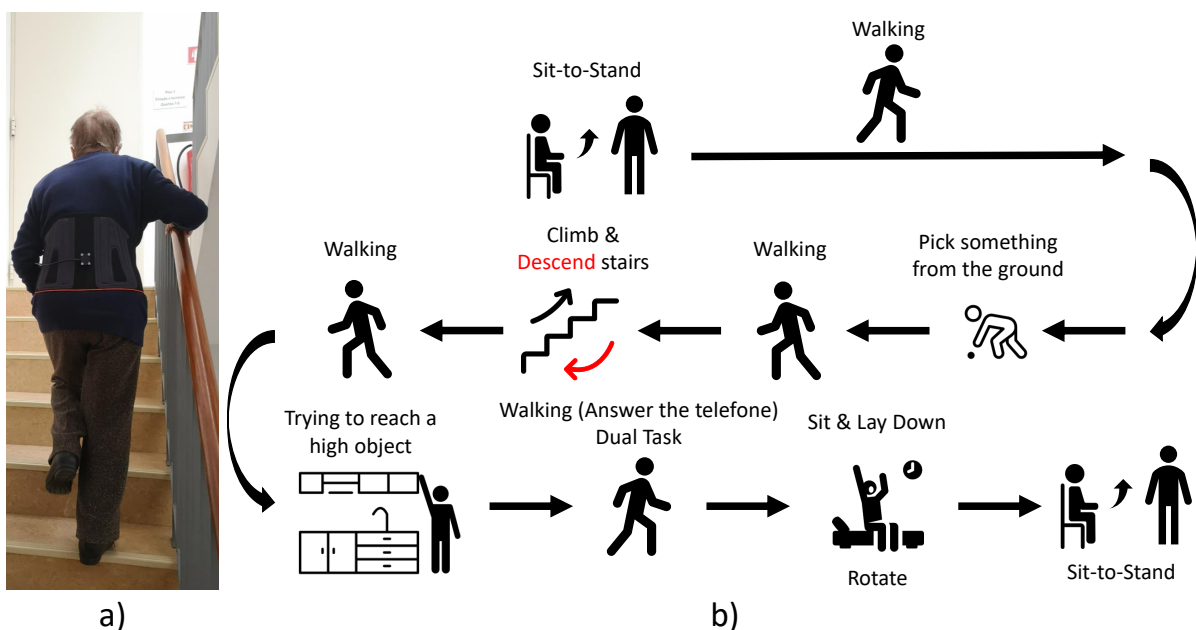 Walking
Sit-to-Stand
Walking
Climb &
Descend stairs
Walking
Pick something
from the ground
Trying to reach a
high object
Walking (Answer the telefone)
Dual Task
Sit & Lay Down
Rotate
Sit-to-Stand
a)
b)